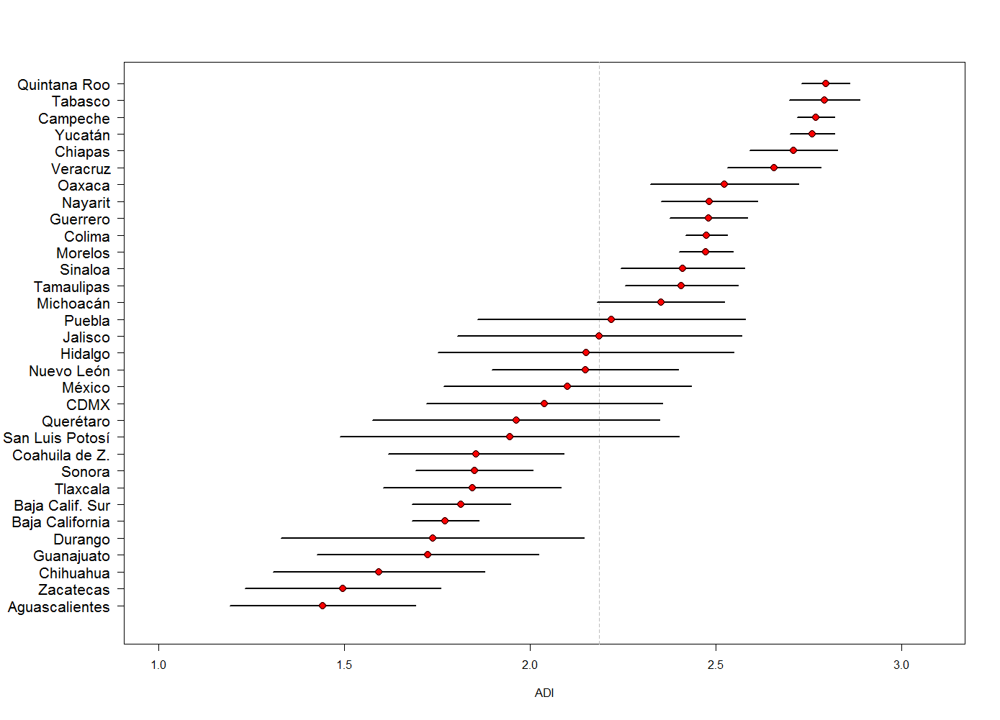 Quintana Roo
Tabasco
Campeche
Yucatán
Chiapas
Veracruz
Oaxaca
Nayarit
Guerrero
Colima
Morelos
Sinaloa
Tamaulipas
Michoacán
Puebla
Jalisco
Hidalgo
Nuevo León
México
CDMX
Querétaro
San Luis Potosí
Coahuila de Z.
Sonora
Tlaxcala
Baja Calif. Sur
Baja California
Durango
Guanajuato
Chihuahua
Zacatecas
Aguascalientes
1.0 1.5 2.0 2.5 3.0
ADI